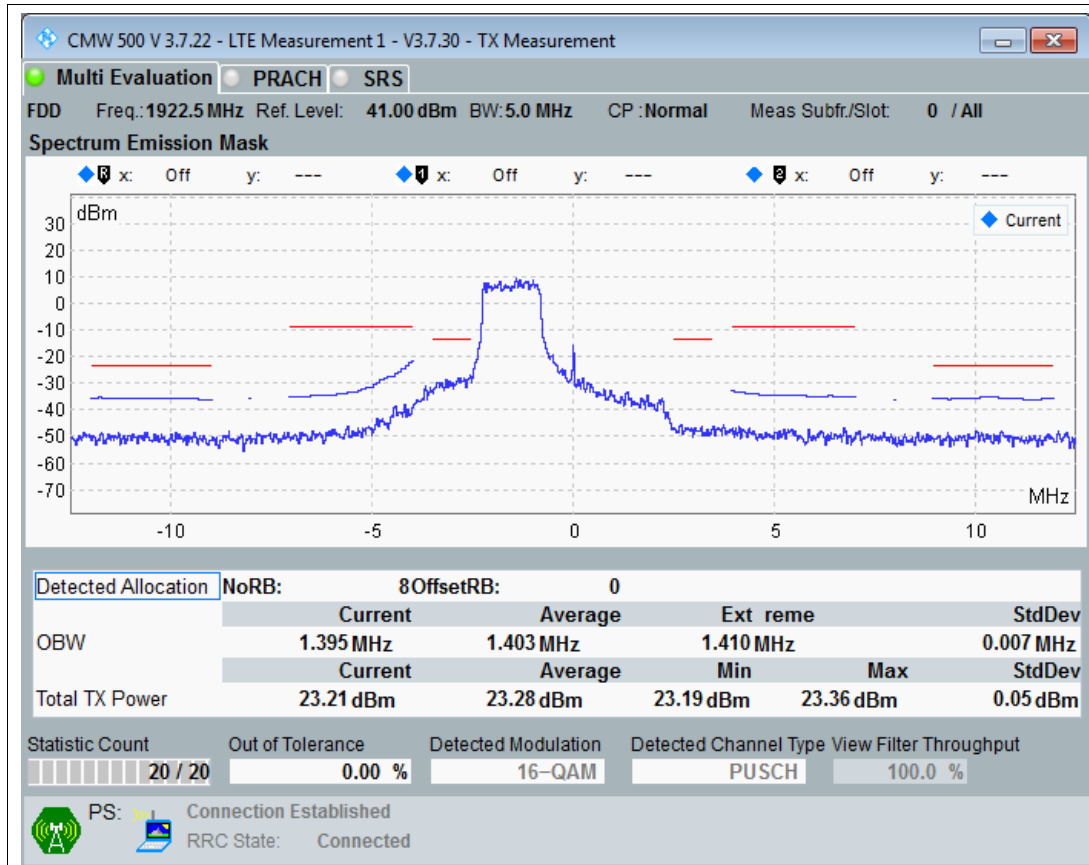 CMW 500 V 3.7.22 - LTE Measurement 1 - V3.7.30 - TX Measurement
Multi Evaluation PRACH SRS
FDD Freq.: 1922.5 MHz Ref. Level: 41.00 dBm BW: 5.0 MHz CP : Normal Meas Subfr./Slot: 0 / All
Spectrum Emission Mask
R x: Off y: --- 1 x: Off y: --- 2 x: Off y: ---
dBm
Current
30
20
10
0
-10
-20
-30
-40
-50
-60
-70
MHz
-10 -5 0 5 10
Detected Allocation NoRB: 8 OffsetRB: 0
Current Average Ext reme StdDev
OBW 1.395 MHz 1.403 MHz 1.410 MHz 0.007 MHz
Current Average Min Max StdDev
Total TX Power 23.21 dBm 23.28 dBm 23.19 dBm 23.36 dBm 0.05 dBm
Statistic Count Out of Tolerance Detected Modulation Detected Channel Type View Filter Throughput
20 / 20 0.00 % 16-QAM PUSCH 100.0 %
PS: Connection Established
RRC State: Connected